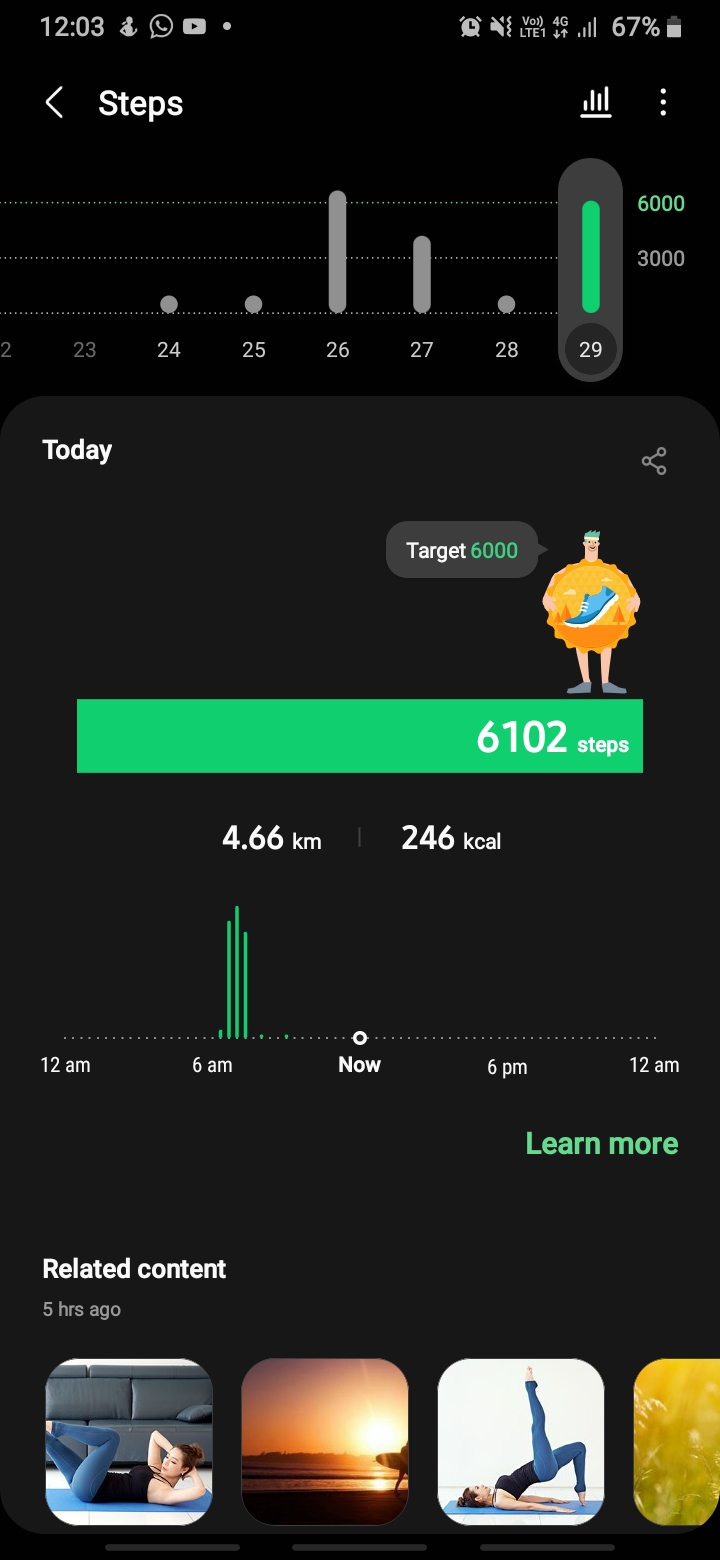 12:03 Vo)) LTE1 4G 67%
Steps
6000
3000
2 23 24 25 26 27 28 29
Today
Target 6000
6102 steps
4.66 km | 246 kcal
12 am 6 am Now 6 pm 12 am
Learn more
Related content
5 hrs ago